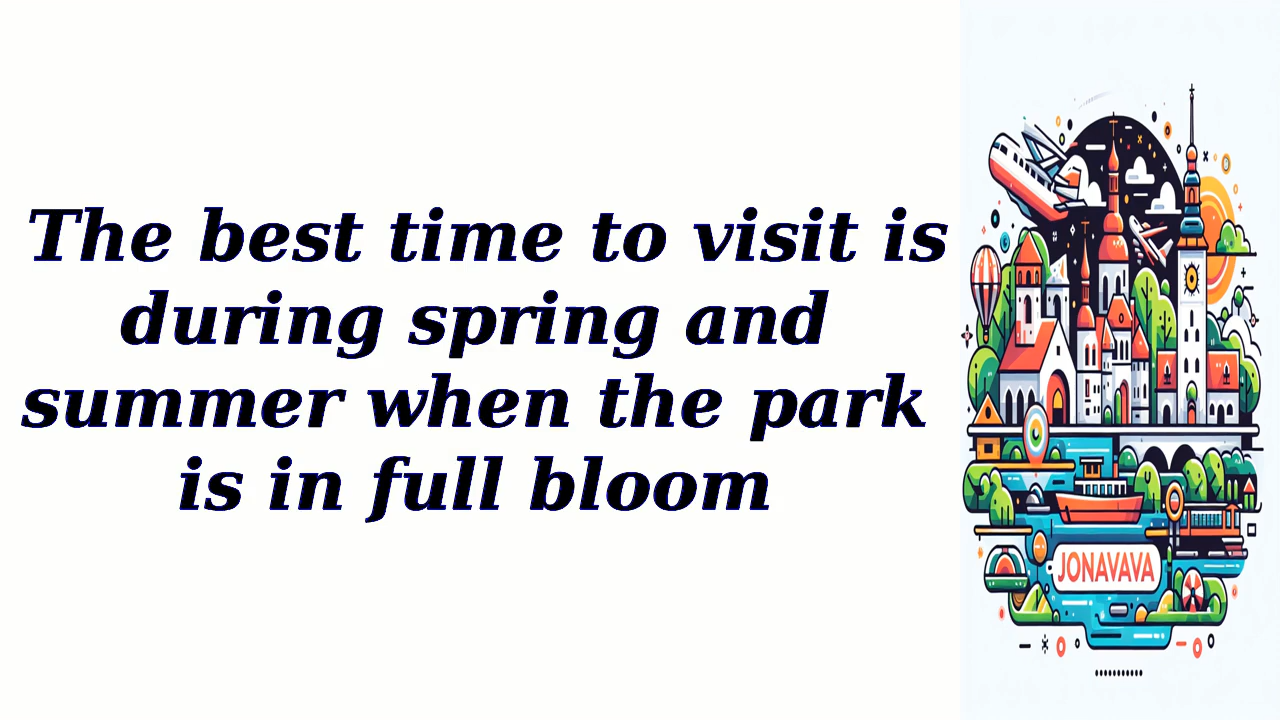 The best time to visit is
during spring and
summer when the park
is in full bloom
JONAVAVA